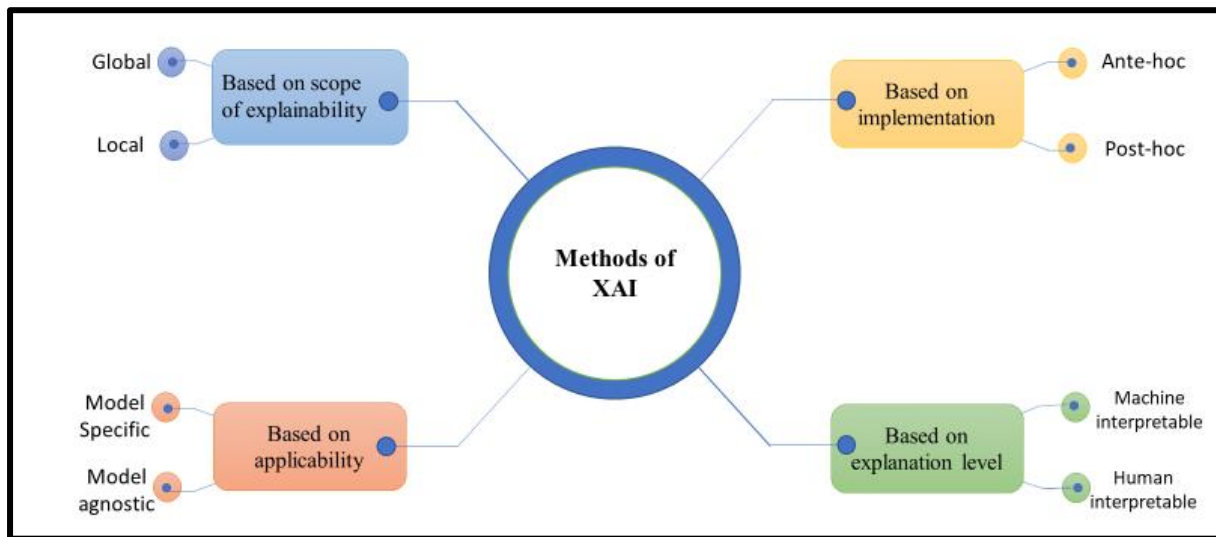 Global
Based on scope
of explainability
Local
Based on
implementation
Ante-hoc
Post-hoc
Methods of
XAI
Model
Specific
Based on
applicability
Model
agnostic
Based on
explanation level
Machine
interpretable
Human
interpretable